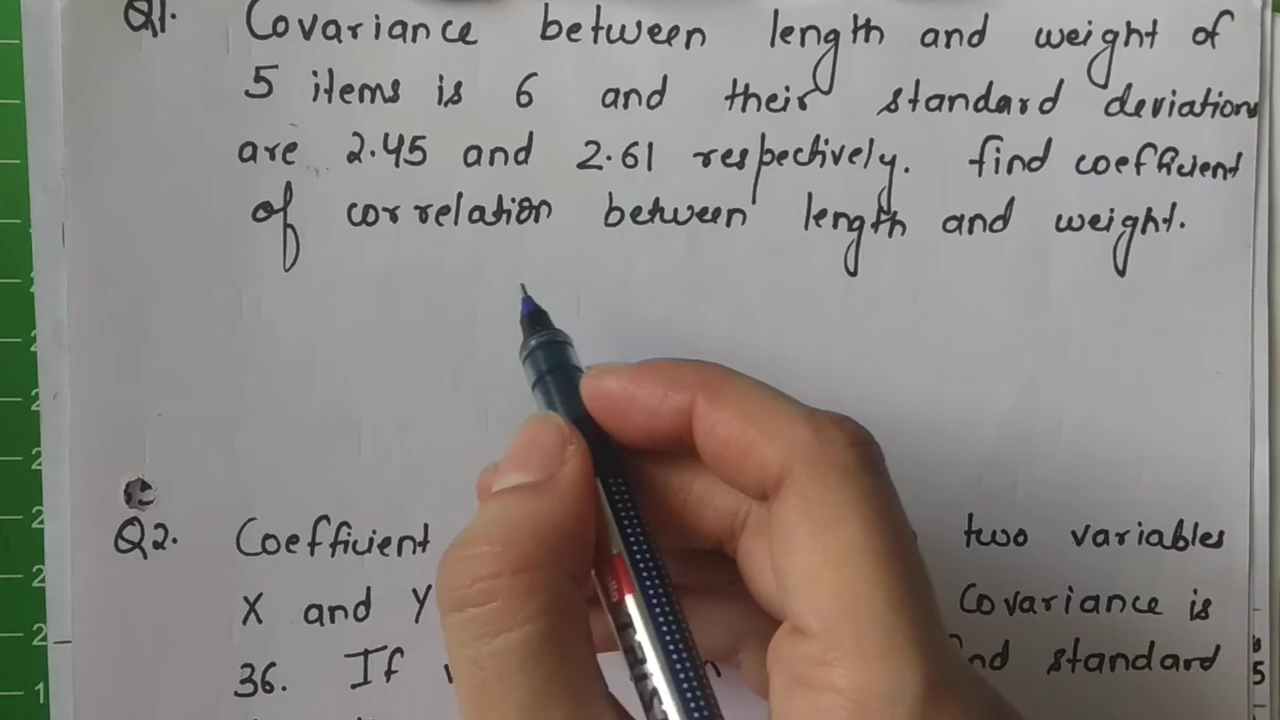 Q1. Covariance between length and weight of
5 items is 6 and their standard deviations
are 2.45 and 2.61 respectively. find coefficient
of correlation between length and weight.
Q2. Coefficient two variables
X and Y Covariance is
36. If standard